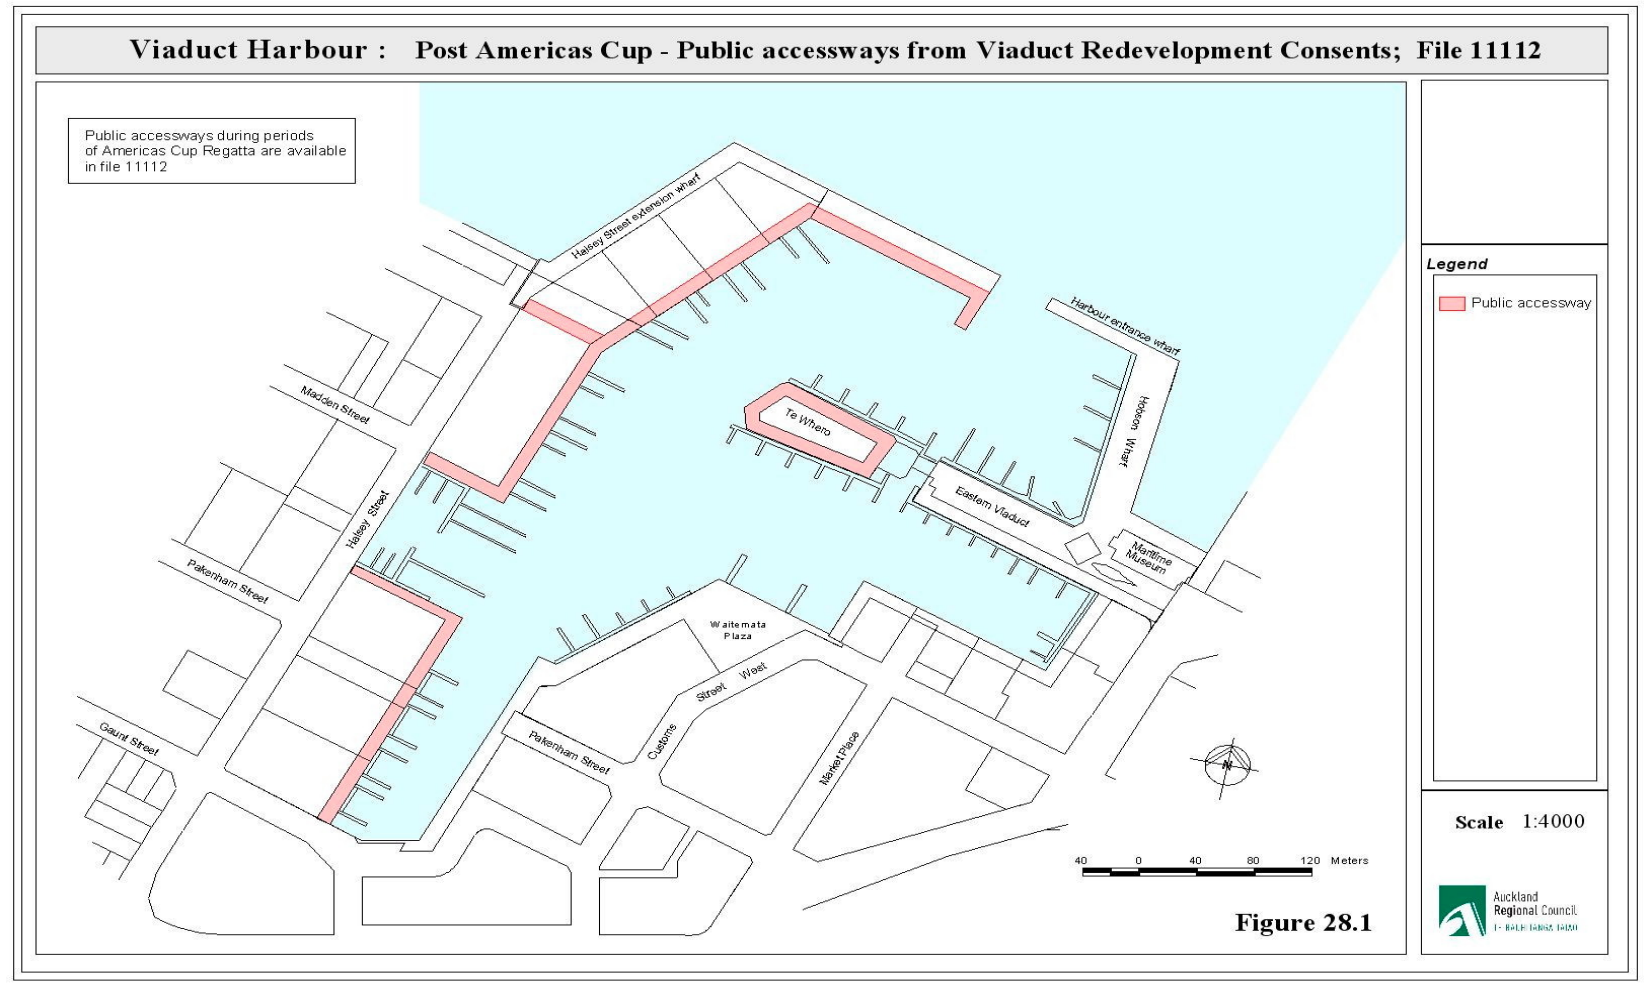 Viaduct Harbour :   Post Americas Cup - Public accessways from Viaduct Redevelopment Consents;  File 11112
Public accessways during periods
of Americas Cup Regatta are available
in file 11112
Halsey Street extension wharf
Harbour entrance wharf
Hobson Wharf
Te Whero
Eastern Viaduct
Maritime
Museum
Madden Street
Halsey Street
Pakenham Street
Waitemata
Plaza
Customs Street West
Gaunt Street
Pakenham Street
Market Place
N
40 0 40 80 120 Meters
Figure 28.1
Legend
Public accessway
Scale 1:4000
Auckland
Regional Council